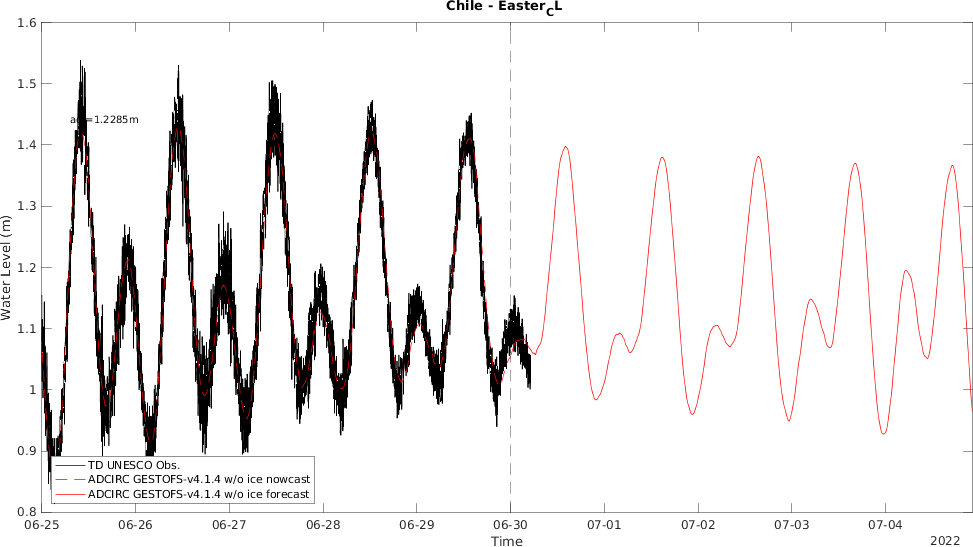 Chile - Easter_CL
1.6
1.5
1.4
1.3
1.2
1.1
1
0.9
0.8
Water Level (m)
=1.2285m
TD UNESCO Obs.
ADCIRC GESTOFS-v4.1.4 w/o ice nowcast
ADCIRC GESTOFS-v4.1.4 w/o ice forecast
06-25 06-26 06-27 06-28 06-29 06-30 07-01 07-02 07-03 07-04
Time
2022